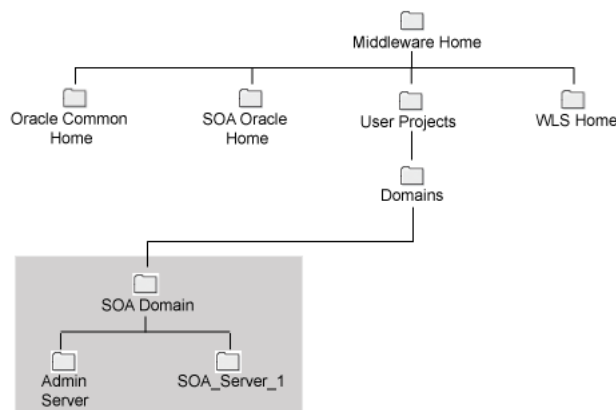 Middleware Home
Oracle Common
Home
SOA Oracle
Home
User Projects
WLS Home
Domains
SOA Domain
Admin
Server
SOA_Server_1